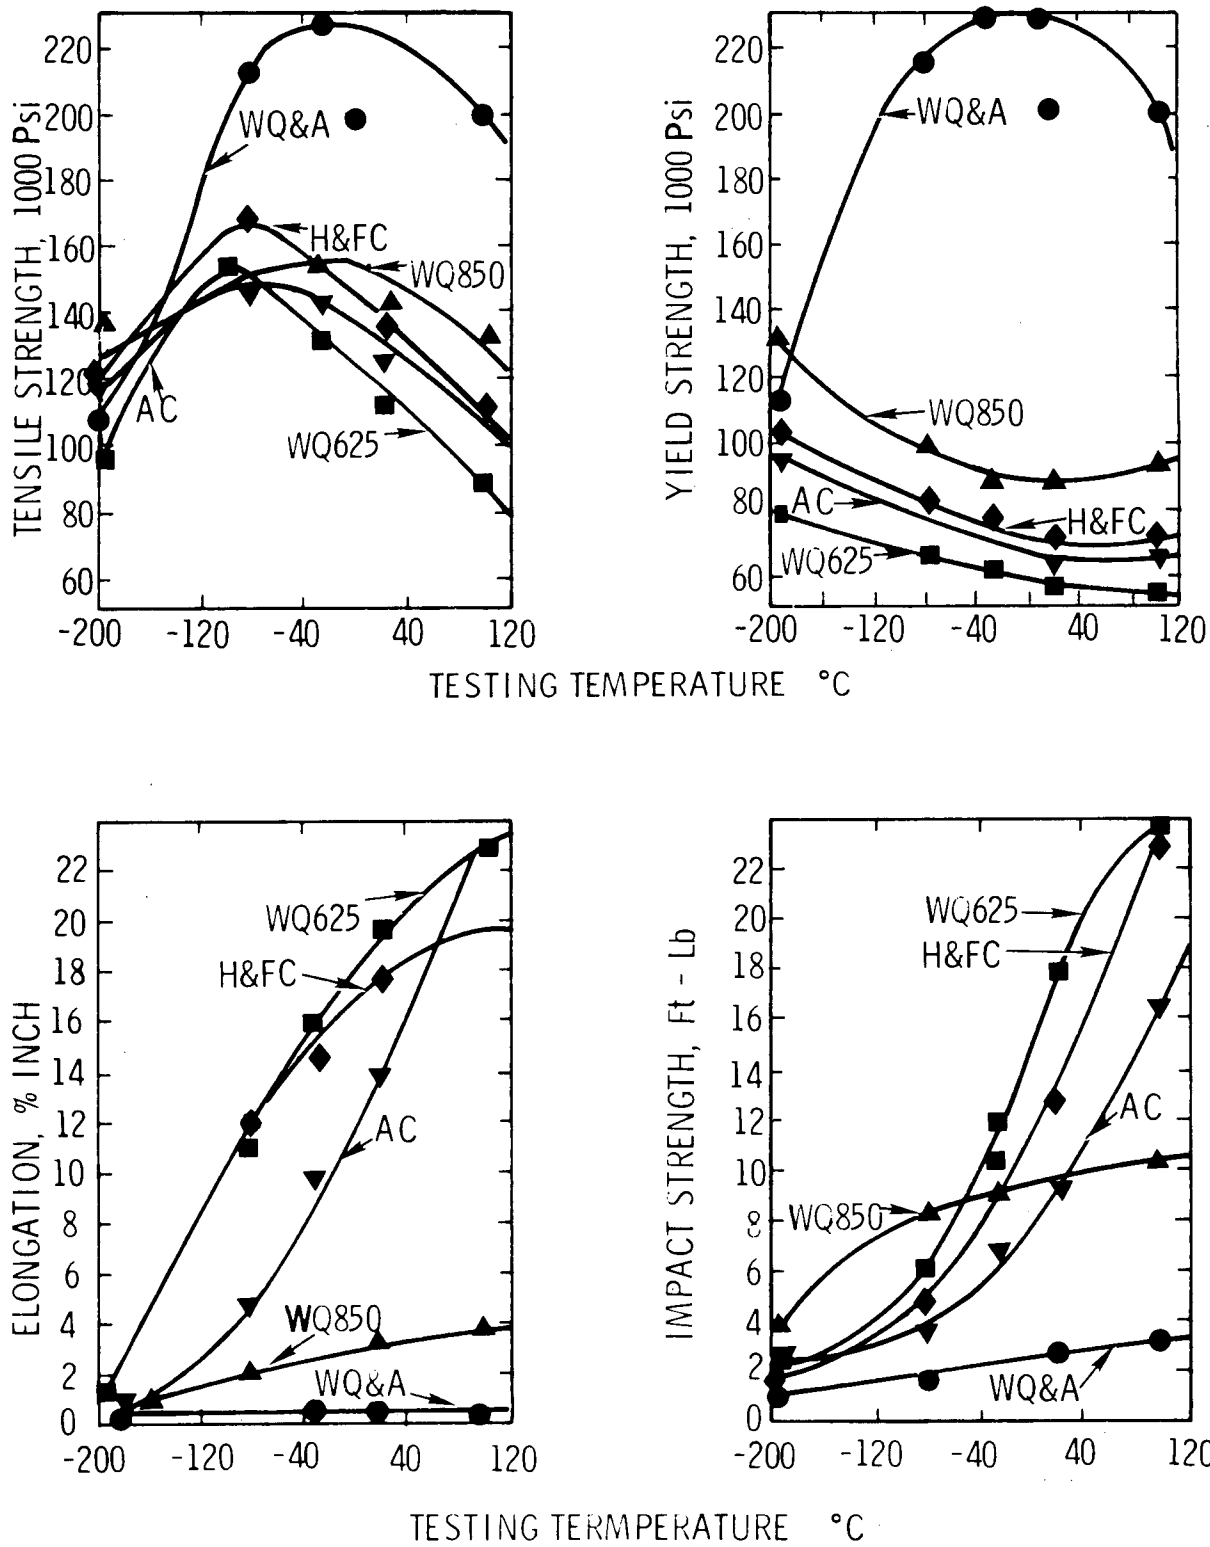 TENSILE STRENGTH, 1000 Psi
220
200
180
160
140
120
100
80
60
WQ&A
H&FC
WQ850
AC
WQ625
-200 -120 -40 40 120
YIELD STRENGTH, 1000 Psi
220
200
180
160
140
120
100
80
60
WQ&A
WQ850
AC
H&FC
WQ625
-200 -120 -40 40 120
TESTING TEMPERATURE °C
ELONGATION, % INCH
22
20
18
16
14
12
10
8
6
4
2
0
WQ625
H&FC
AC
WQ850
WQ&A
-200 -120 -40 40 120
IMPACT STRENGTH, Ft - Lb
22
20
18
16
14
12
10
8
6
4
2
0
WQ625
H&FC
AC
WQ850
WQ&A
-200 -120 -40 40 120
TESTING TERMPERATURE °C